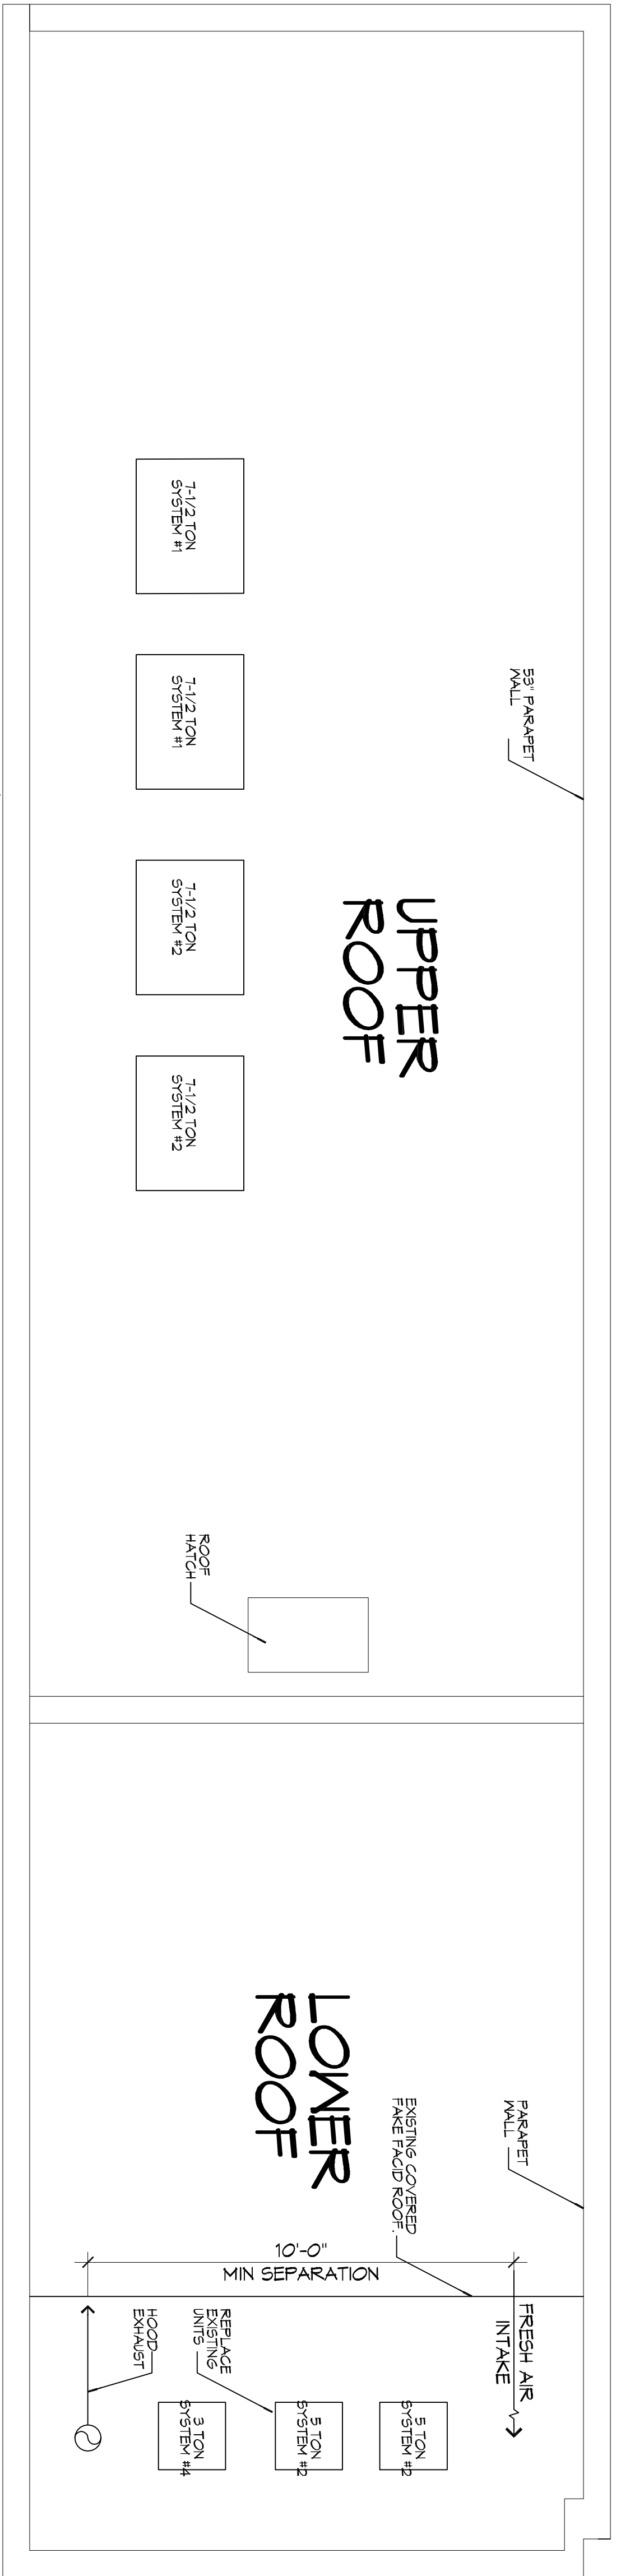 7-1/2 TON
SYSTEM #1
7-1/2 TON
SYSTEM #1
53" PARAPET
WALL
7-1/2 TON
SYSTEM #2
UPPER
ROOF
7-1/2 TON
SYSTEM #2
ROOF
HATCH
LOWER
ROOF
EXISTING COVERED
FAKE FACID ROOF.
PARAPET
WALL
10'-0"
MIN SEPARATION
FRESH AIR
INTAKE
HOOD
EXHAUST
REPLACE
EXISTING
UNITS
3 TON
SYSTEM #4
5 TON
SYSTEM #2
5 TON
SYSTEM #2